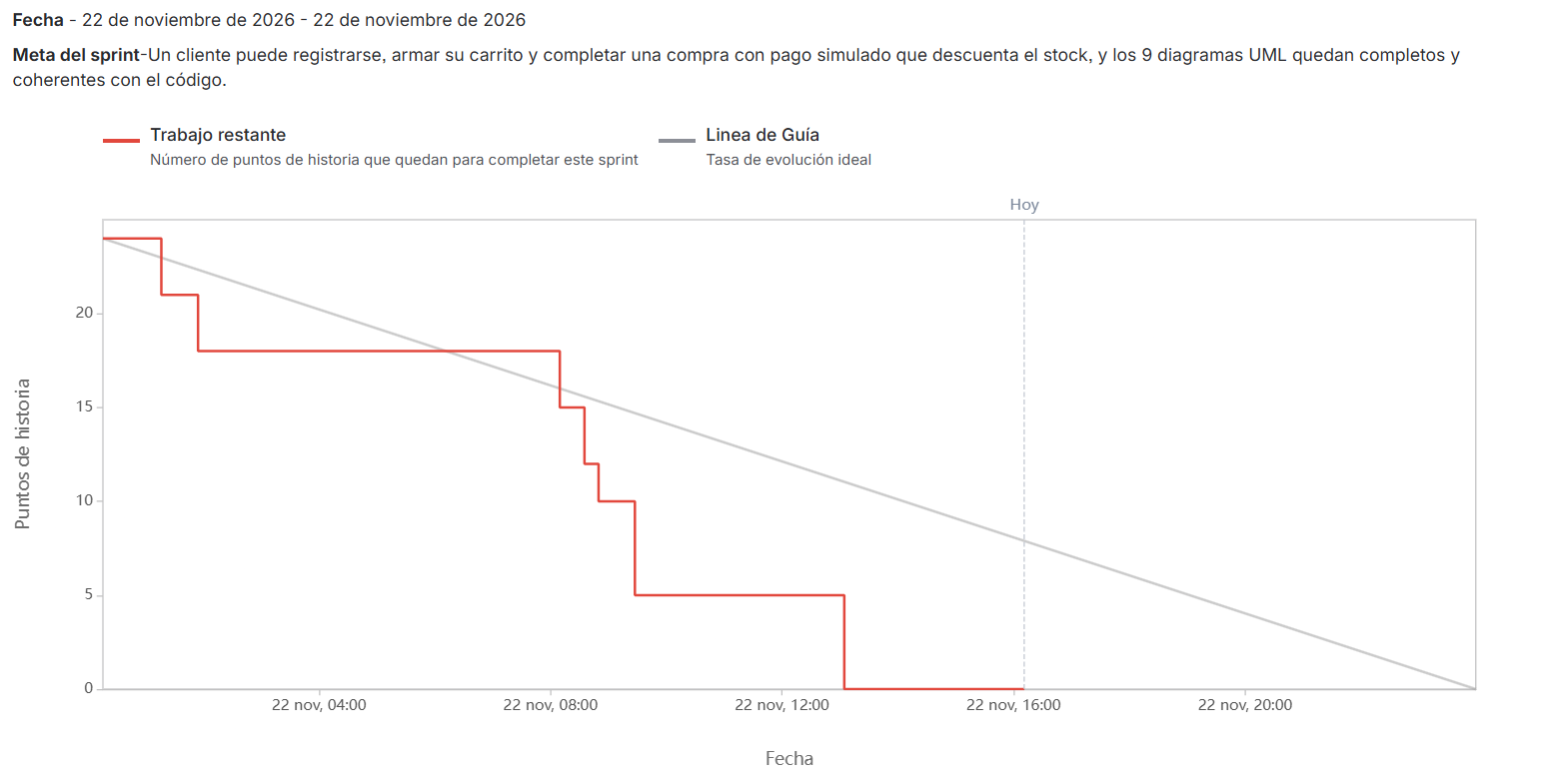 Fecha - 22 de noviembre de 2026 - 22 de noviembre de 2026
Meta del sprint-Un cliente puede registrarse, armar su carrito y completar una compra con pago simulado que descuenta el stock, y los 9 diagramas UML quedan completos y
coherentes con el código.
Trabajo restante
Número de puntos de historia que quedan para completar este sprint
Linea de Guía
Tasa de evolución ideal
Hoy
Puntos de historia
20
15
10
5
0
22 nov, 04:00
22 nov, 08:00
22 nov, 12:00
22 nov, 16:00
22 nov, 20:00
Fecha